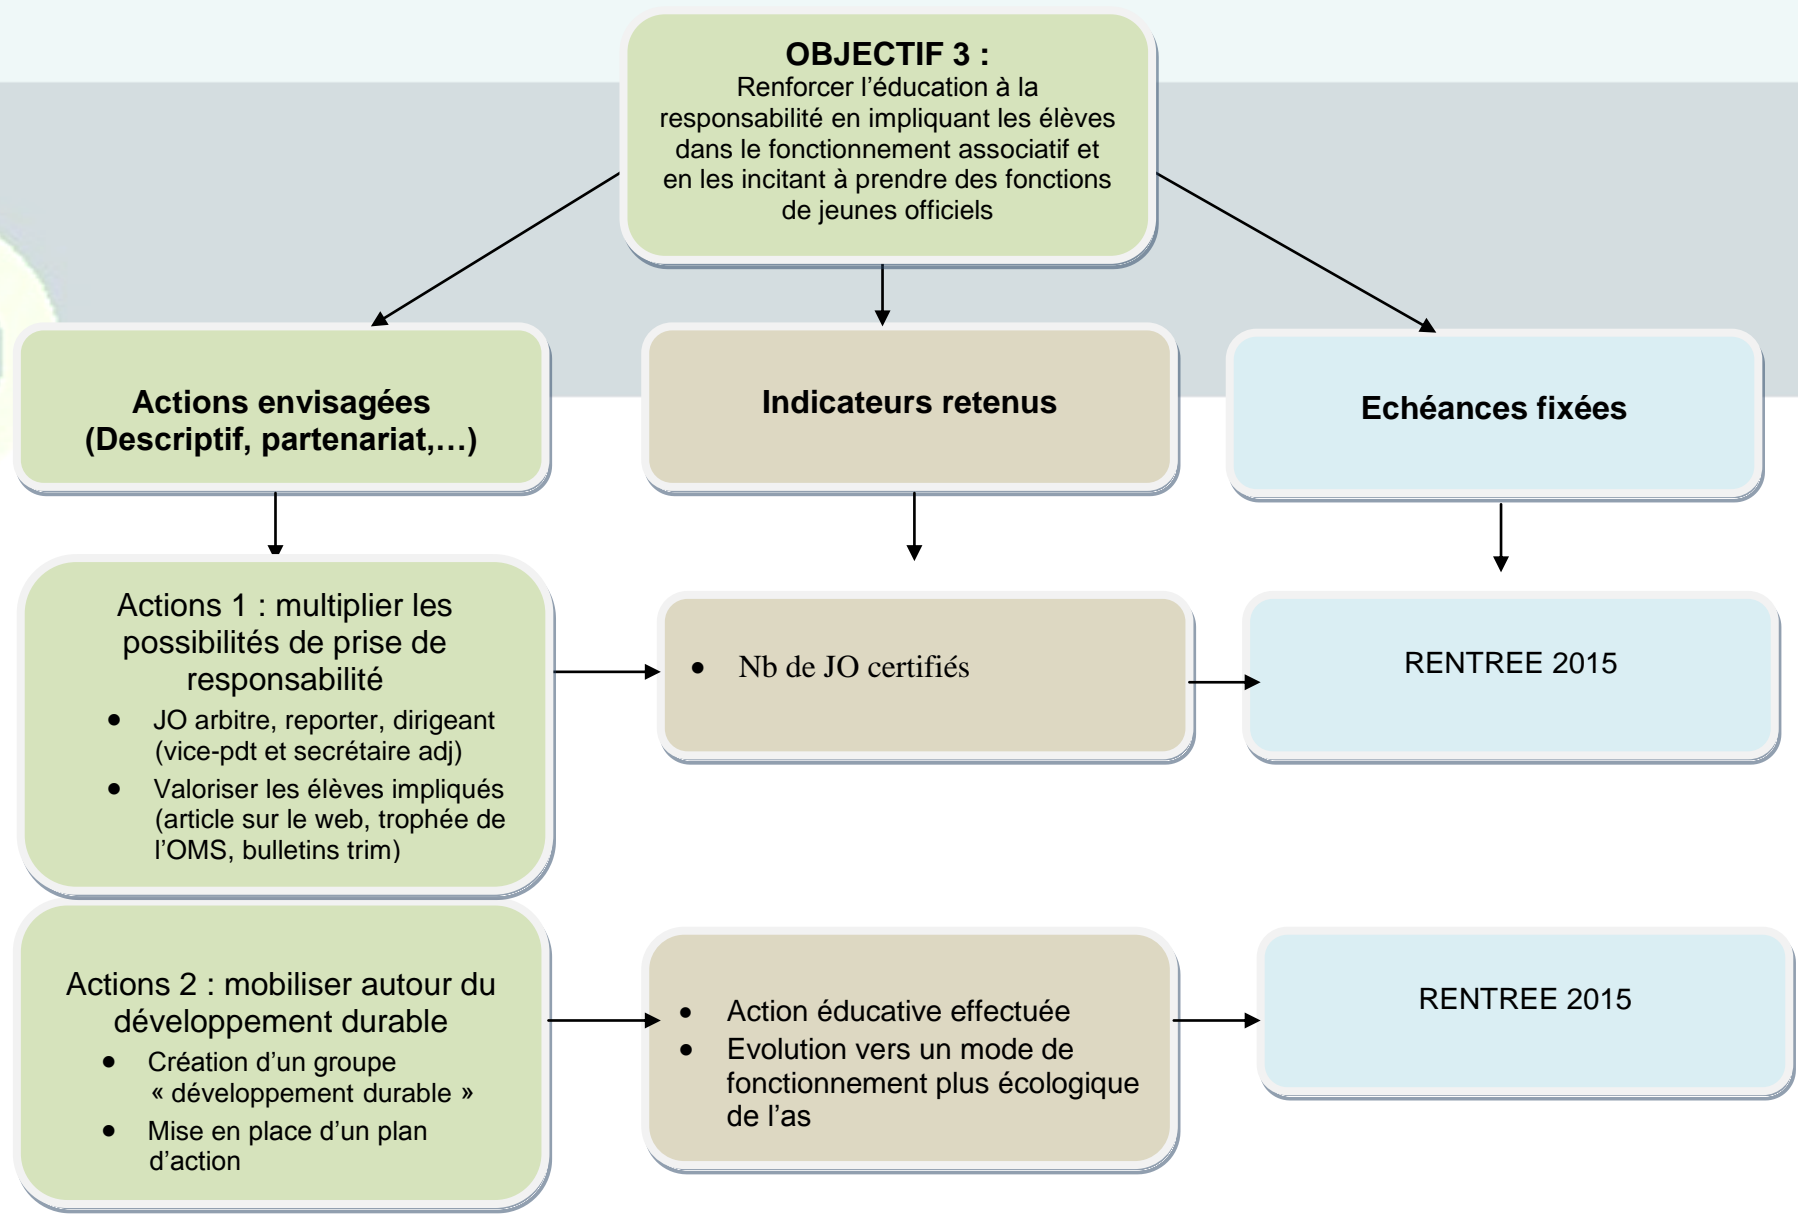 OBJECTIF 3 :
Renforcer l’éducation à la
responsabilité en impliquant les élèves
dans le fonctionnement associatif et
en les incitant à prendre des fonctions
de jeunes officiels
Actions envisagées
(Descriptif, partenariat,…)
Indicateurs retenus
Echéances fixées
Actions 1 : multiplier les
possibilités de prise de
responsabilité
• JO arbitre, reporter, dirigeant
(vice-pdt et secrétaire adj)
• Valoriser les élèves impliqués
(article sur le web, trophée de
l’OMS, bulletins trim)
• Nb de JO certifiés
RENTREE 2015
Actions 2 : mobiliser autour du
développement durable
• Création d’un groupe
« développement durable »
• Mise en place d’un plan
d’action
• Action éducative effectuée
• Evolution vers un mode de
fonctionnement plus écologique
de l’as
RENTREE 2015